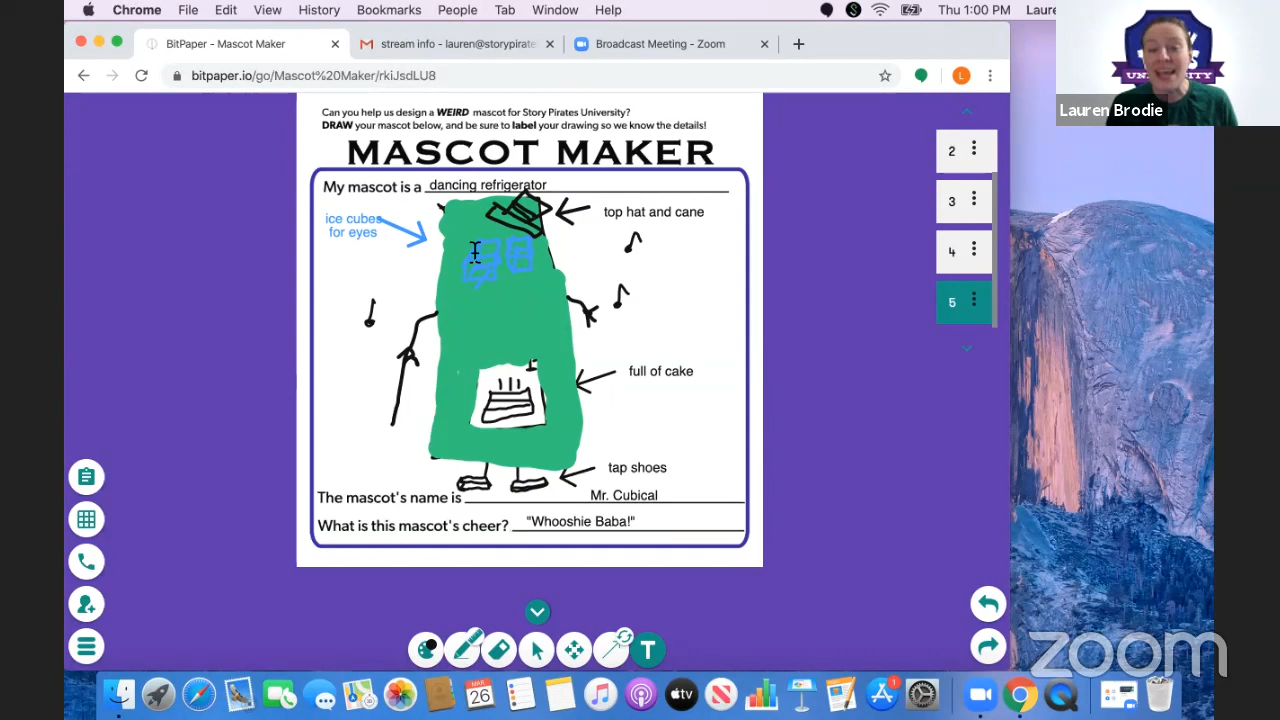 Chrome File Edit View History Bookmarks People Tab Window Help
S
Thu 1:00 PM Laure
BitPaper - Mascot Maker
stream info - lauren@storypirate
Broadcast Meeting - Zoom
bitpaper.io/go/Mascot%20Maker/rkiJsdLU8
L
UNIVERSITY
Lauren Brodie
Can you help us design a WEIRD mascot for Story Pirates University?
DRAW your mascot below, and be sure to label your drawing so we know the details!
MASCOT MAKER
My mascot is a dancing refrigerator
ice cubes
for eyes
top hat and cane
full of cake
tap shoes
The mascot's name is Mr. Cubical
What is this mascot's cheer? "Whooshie Baba!"
2
3
4
5
T
zoom
MAR
26
tv
1